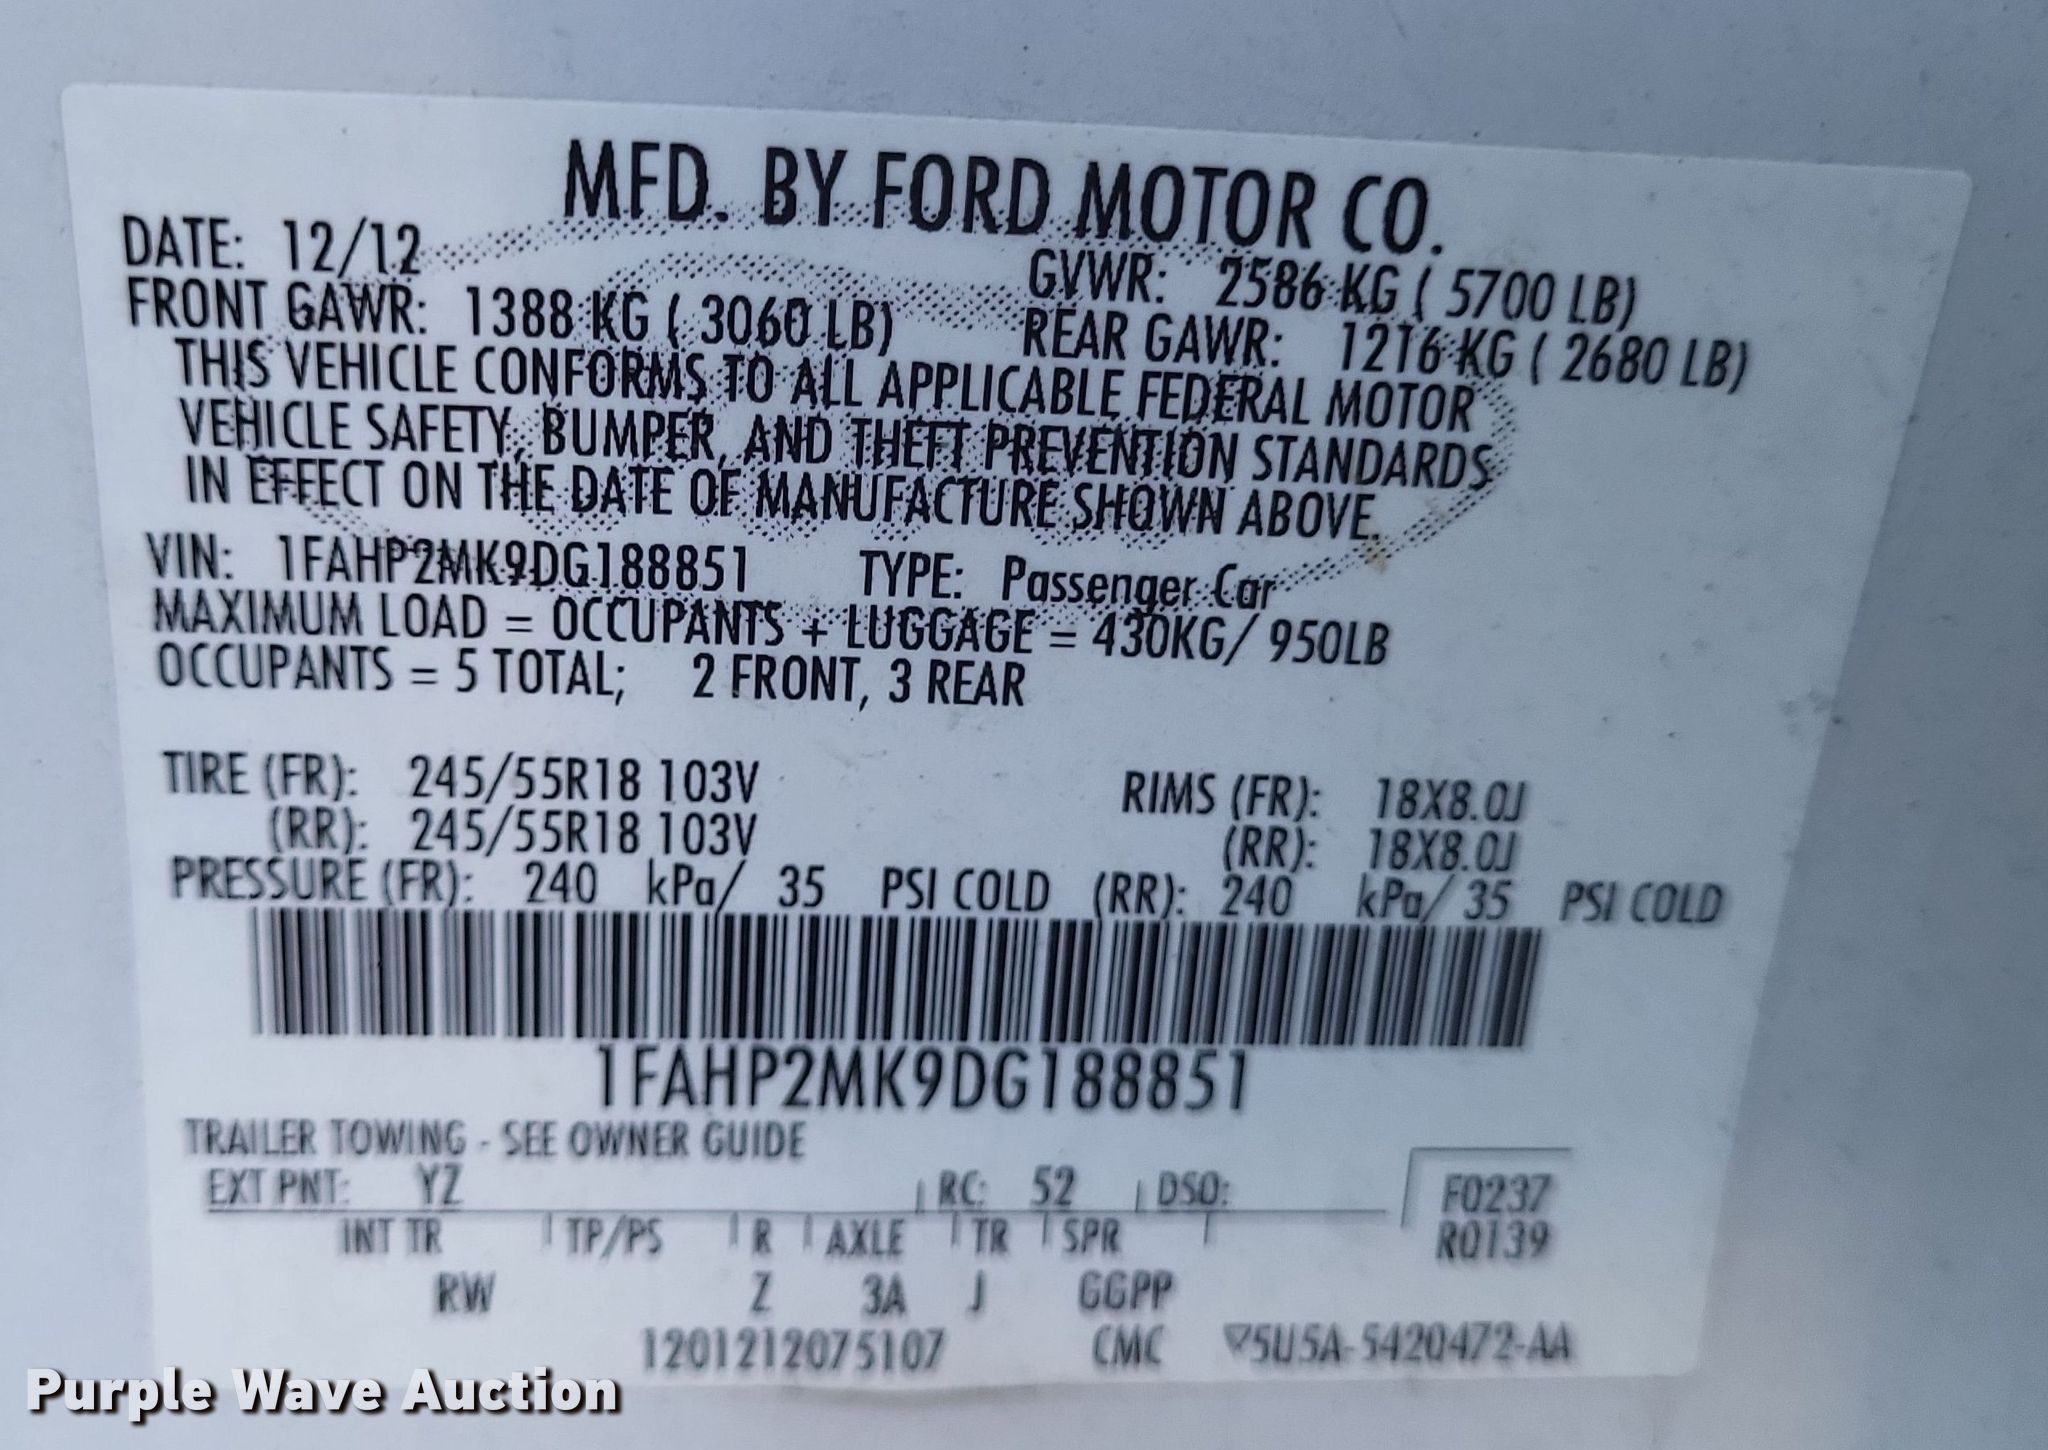 MFD. BY FORD MOTOR CO.
DATE: 12/12 GVWR: 2586 KG ( 5700 LB)
FRONT GAWR: 1388 KG ( 3060 LB) REAR GAWR: 1216 KG ( 2680 LB)
THIS VEHICLE CONFORMS TO ALL APPLICABLE FEDERAL MOTOR
VEHICLE SAFETY, BUMPER, AND THEFT PREVENTION STANDARDS
IN EFFECT ON THE DATE OF MANUFACTURE SHOWN ABOVE.
VIN: 1FAHP2MK9DG188851 TYPE: Passenger Car
MAXIMUM LOAD = OCCUPANTS + LUGGAGE = 430KG/ 950LB
OCCUPANTS = 5 TOTAL; 2 FRONT, 3 REAR
TIRE (FR): 245/55R18 103V RIMS (FR): 18X8.0J
(RR): 245/55R18 103V (RR): 18X8.0J
PRESSURE (FR): 240 kPa/ 35 PSI COLD (RR): 240 kPa/ 35 PSI COLD
1FAHP2MK9DG188851
TRAILER TOWING - SEE OWNER GUIDE
EXT PNT: YZ RC: 52 DSO: F0237
INT TR TP/PS R AXLE TR SPR R0139
RW Z 3A J GGPP
1201212075107 CMC ▽5U5A-5420472-AA
Purple Wave Auction